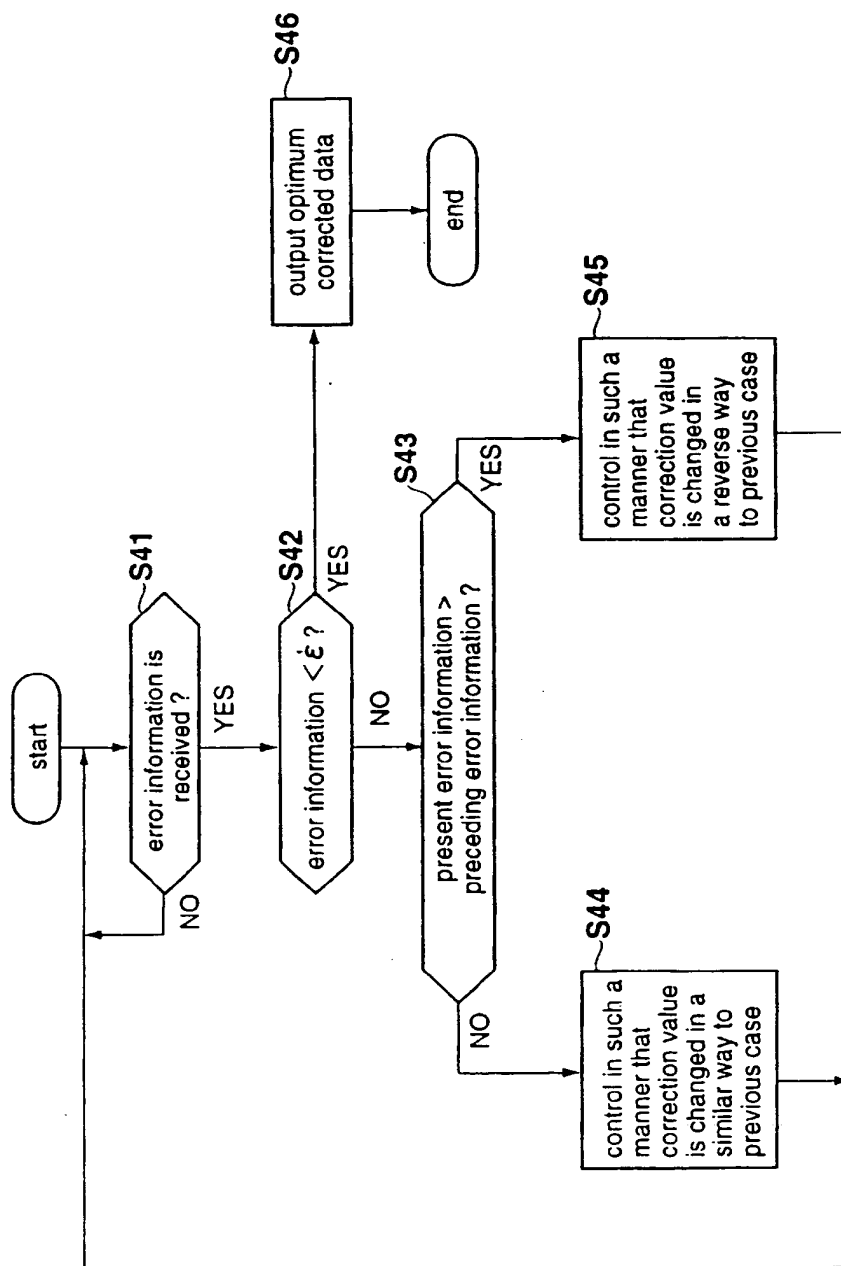 start
S41
error information is
received ?
NO
YES
S42
error information < ε ?
YES
NO
S46
output optimum
corrected data
end
S43
present error information >
preceding error information ?
NO
YES
S44
control in such a
manner that
correction value
is changed in a
similar way to
previous case
S45
control in such a
manner that
correction value
is changed in
a reverse way
to previous case